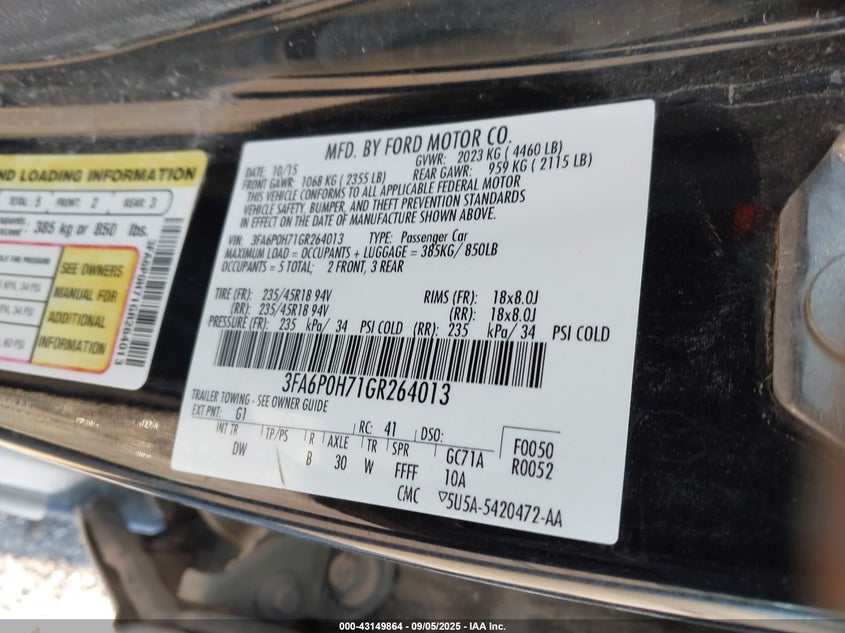 ND LOADING INFORMATION
TOTAL: 5 FRONT: 2 REAR: 3
385 kg or 850 lbs.
SEE OWNERS
MANUAL FOR
ADDITIONAL
INFORMATION
34 PSI
34 PSI
60 PSI
3FA6P0H71GR264013
MFD. BY FORD MOTOR CO.
DATE: 10/15 GVWR: 2023 KG ( 4460 LB)
FRONT GAWR: 1068 KG ( 2355 LB) REAR GAWR: 959 KG ( 2115 LB)
THIS VEHICLE CONFORMS TO ALL APPLICABLE FEDERAL MOTOR
VEHICLE SAFETY, BUMPER, AND THEFT PREVENTION STANDARDS
IN EFFECT ON THE DATE OF MANUFACTURE SHOWN ABOVE.
VIN: 3FA6P0H71GR264013 TYPE: Passenger Car
MAXIMUM LOAD = OCCUPANTS + LUGGAGE = 385KG/850LB
OCCUPANTS = 5 TOTAL; 2 FRONT, 3 REAR
TIRE (FR): 235/45R18 94V RIMS (FR): 18x8.0J
(RR): 235/45R18 94V (RR): 18x8.0J
PRESSURE (FR): 235 kPa/ 34 PSI COLD (RR): 235 kPa/ 34 PSI COLD
3FA6P0H71GR264013
TRAILER TOWING - SEE OWNER GUIDE
EXT PNT: G1 RC: 41 DSO:
INT TR TP/PS R AXLE TR SPR GC71A F0050
DW B 30 W FFFF 10A R0052
CMC ▽5U5A-5420472-AA
000-43149864 - 09/05/2025 - IAA Inc.